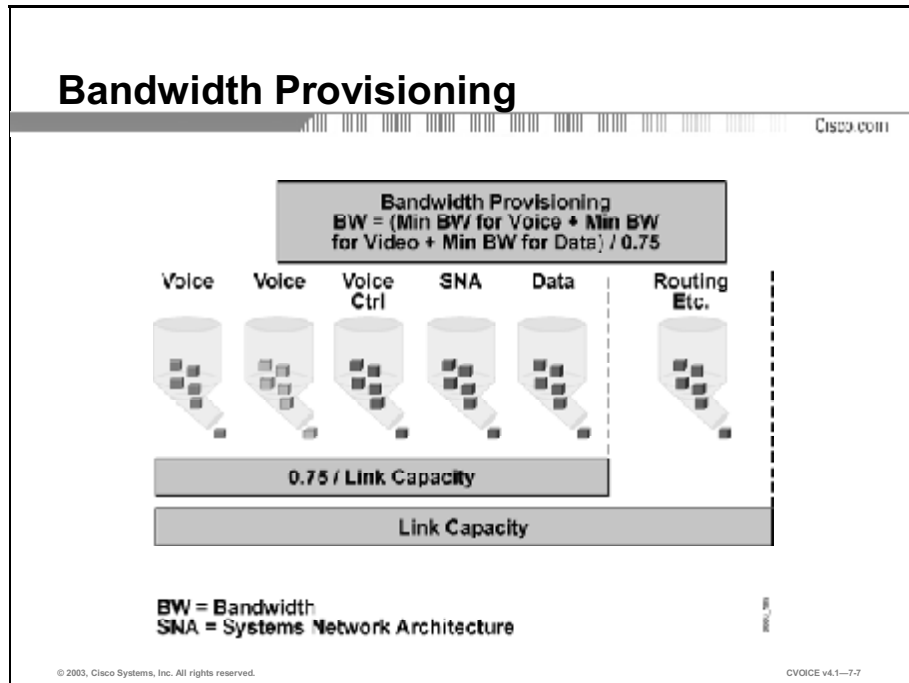 Bandwidth Provisioning
Cisco.com
Bandwidth Provisioning
BW = (Min BW for Voice + Min BW
for Video + Min BW for Data) / 0.75
Voice Voice Voice Ctrl SNA Data Routing Etc.
0.75 / Link Capacity
Link Capacity
BW = Bandwidth
SNA = Systems Network Architecture
© 2003, Cisco Systems, Inc. All rights reserved.
CVOICE v4.1—7-7